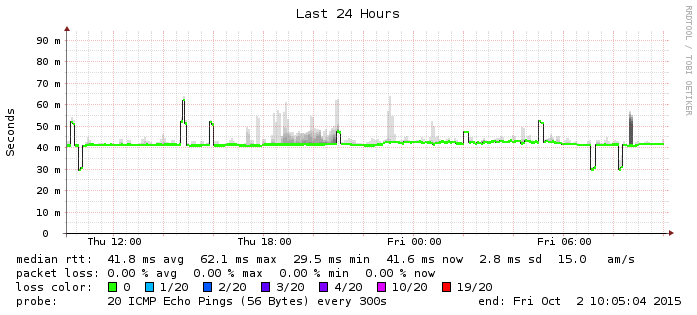 Last 24 Hours
RRDTOOL / TOBI OETIKER
Seconds
90 m
80 m
70 m
60 m
50 m
40 m
30 m
20 m
10 m
0
Thu 12:00 Thu 18:00 Fri 00:00 Fri 06:00
median rtt: 41.8 ms avg 62.1 ms max 29.5 ms min 41.6 ms now 2.8 ms sd 15.0 am/s
packet loss: 0.00 % avg 0.00 % max 0.00 % min 0.00 % now
loss color: 0 1/20 2/20 3/20 4/20 10/20 19/20
probe: 20 ICMP Echo Pings (56 Bytes) every 300s end: Fri Oct 2 10:05:04 2015